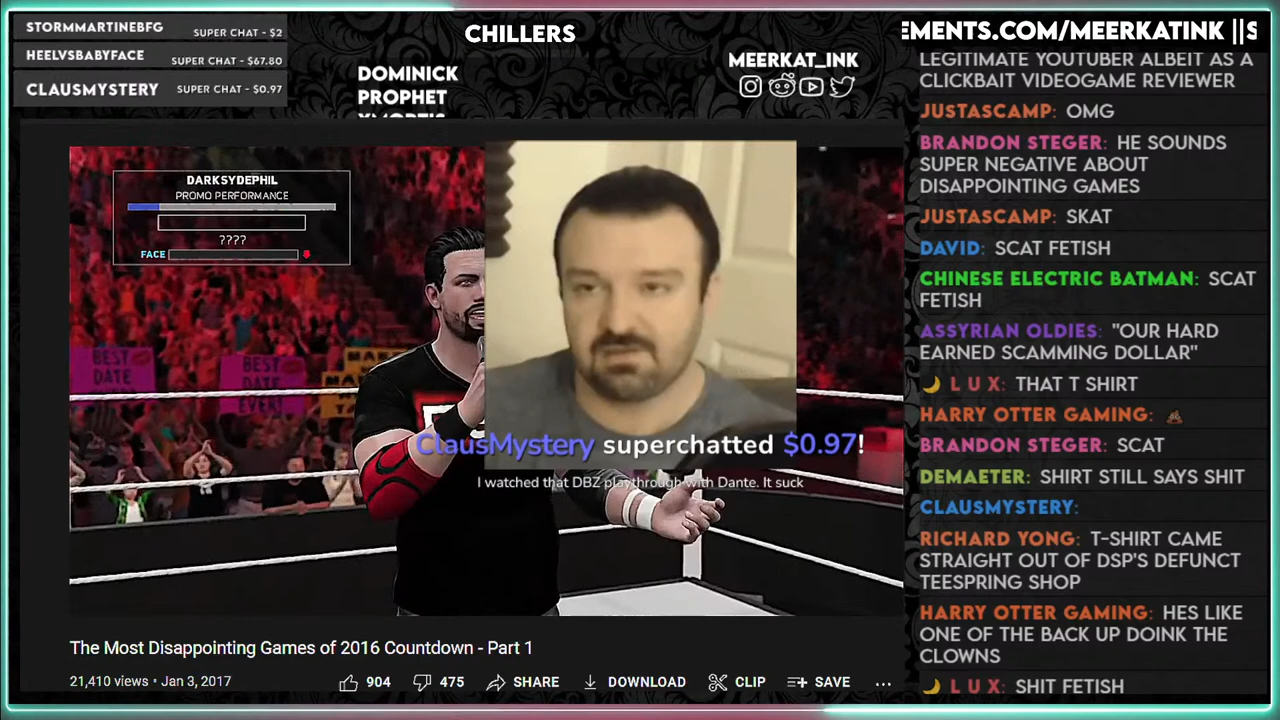 STORMMARTINEBFG SUPER CHAT - $2
HEELVSBABYFACE SUPER CHAT - $67.80
CLAUSMYSTERY SUPER CHAT - $0.97
CHILLERS
DOMINICK
PROPHET
MEERKAT_INK
EMENTS.COM/MEERKATINK ||S
DARKSYDEPHIL
PROMO PERFORMANCE
????
FACE
BEST
DATE
BEST
DATE
EVER!
ClausMystery superchatted $0.97!
I watched that DBZ playthrough with Dante. It suck
The Most Disappointing Games of 2016 Countdown - Part 1
21,410 views • Jan 3, 2017
904
475
SHARE
DOWNLOAD
CLIP
SAVE
...
LEGITIMATE YOUTUBER ALBEIT AS A
CLICKBAIT VIDEOGAME REVIEWER
JUSTASCAMP: OMG
BRANDON STEGER: HE SOUNDS
SUPER NEGATIVE ABOUT
DISAPPOINTING GAMES
JUSTASCAMP: SKAT
DAVID: SCAT FETISH
CHINESE ELECTRIC BATMAN: SCAT
FETISH
ASSYRIAN OLDIES: "OUR HARD
EARNED SCAMMING DOLLAR"
🌙 L U X: THAT T SHIRT
HARRY OTTER GAMING: 💩
BRANDON STEGER: SCAT
DEMAETER: SHIRT STILL SAYS SHIT
CLAUSMYSTERY:
RICHARD YONG: T-SHIRT CAME
STRAIGHT OUT OF DSP'S DEFUNCT
TEESPRING SHOP
HARRY OTTER GAMING: HES LIKE
ONE OF THE BACK UP DOINK THE
CLOWNS
🌙 L U X: SHIT FETISH